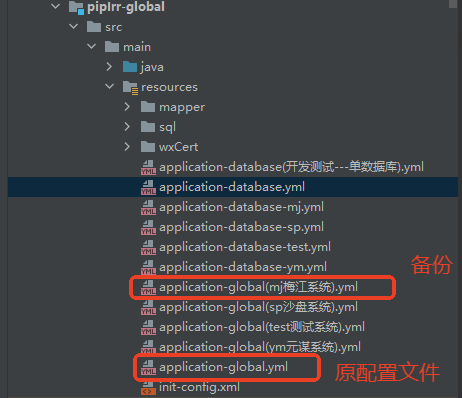 pipIrr-global
src
main
java
resources
mapper
sql
wxCert
application-database(开发测试---单数据库).yml
application-database.yml
application-database-mj.yml
application-database-sp.yml
application-database-test.yml
application-database-ym.yml
备份
application-global(mj梅江系统).yml
application-global(sp沙盘系统).yml
application-global(test测试系统).yml
application-global(ym元谋系统).yml
application-global.yml
原配置文件
init-config.xml